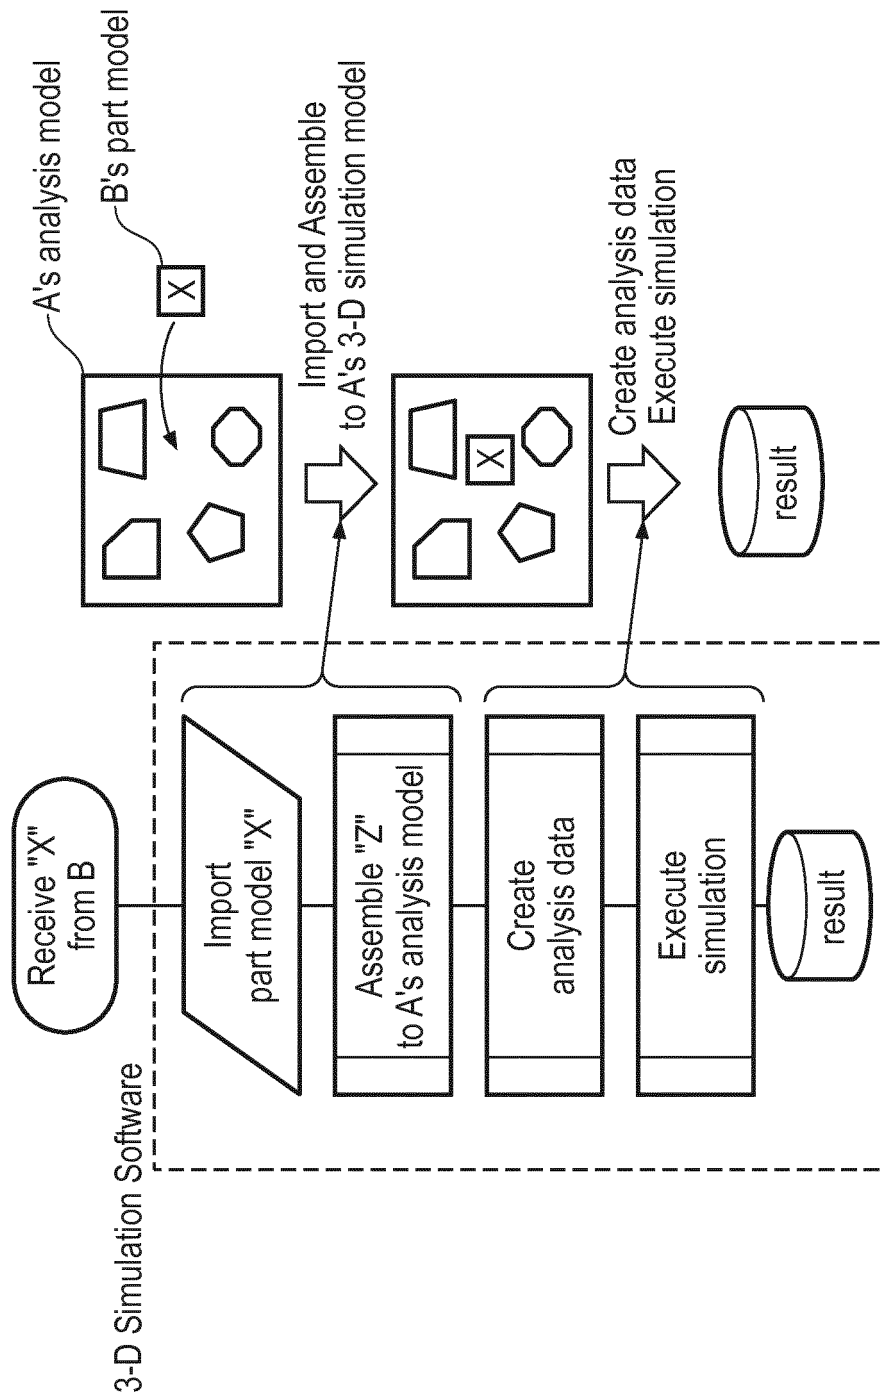 3-D Simulation Software
Receive "X"
from B
Import
part model "X"
Assemble "Z"
to A's analysis model
Create
analysis data
Execute
simulation
result
A's analysis model
B's part model
X
Import and Assemble
to A's 3-D simulation model
X
Create analysis data
Execute simulation
result